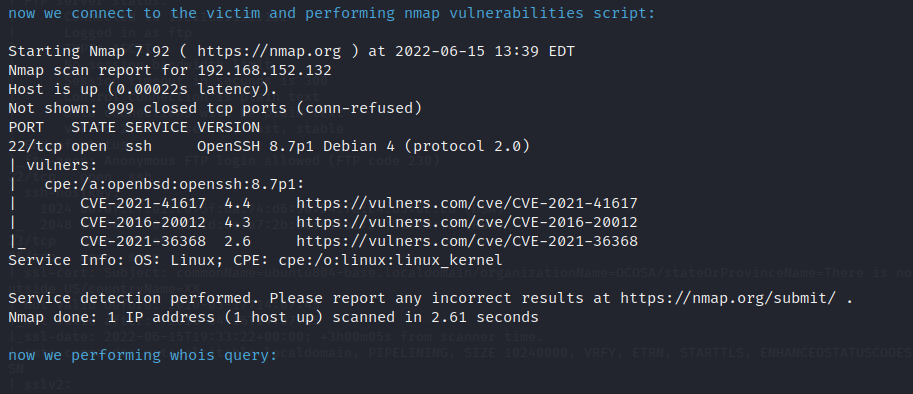 now we connect to the victim and performing nmap vulnerabilities script:
Starting Nmap 7.92 ( https://nmap.org ) at 2022-06-15 13:39 EDT
Nmap scan report for 192.168.152.132
Host is up (0.00022s latency).
Not shown: 999 closed tcp ports (conn-refused)
PORT   STATE SERVICE VERSION
22/tcp open  ssh     OpenSSH 8.7p1 Debian 4 (protocol 2.0)
| vulners:
|   cpe:/a:openbsd:openssh:8.7p1:
|       CVE-2021-41617  4.4     https://vulners.com/cve/CVE-2021-41617
|       CVE-2016-20012  4.3     https://vulners.com/cve/CVE-2016-20012
|_      CVE-2021-36368  2.6     https://vulners.com/cve/CVE-2021-36368
Service Info: OS: Linux; CPE: cpe:/o:linux:linux_kernel
Service detection performed. Please report any incorrect results at https://nmap.org/submit/ .
Nmap done: 1 IP address (1 host up) scanned in 2.61 seconds
now we performing whois query: